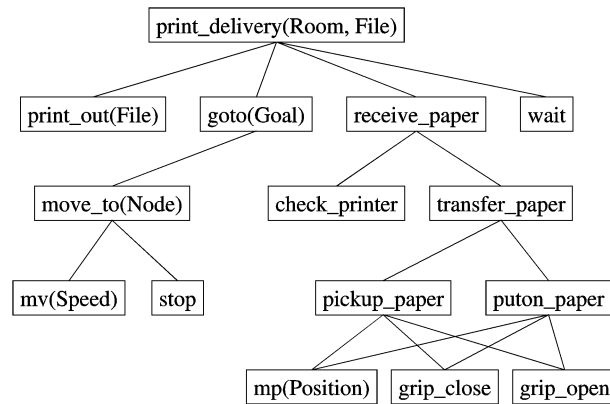 print_delivery(Room, File)
print_out(File)
goto(Goal)
receive_paper
wait
move_to(Node)
check_printer
transfer_paper
mv(Speed)
stop
pickup_paper
puton_paper
mp(Position)
grip_close
grip_open